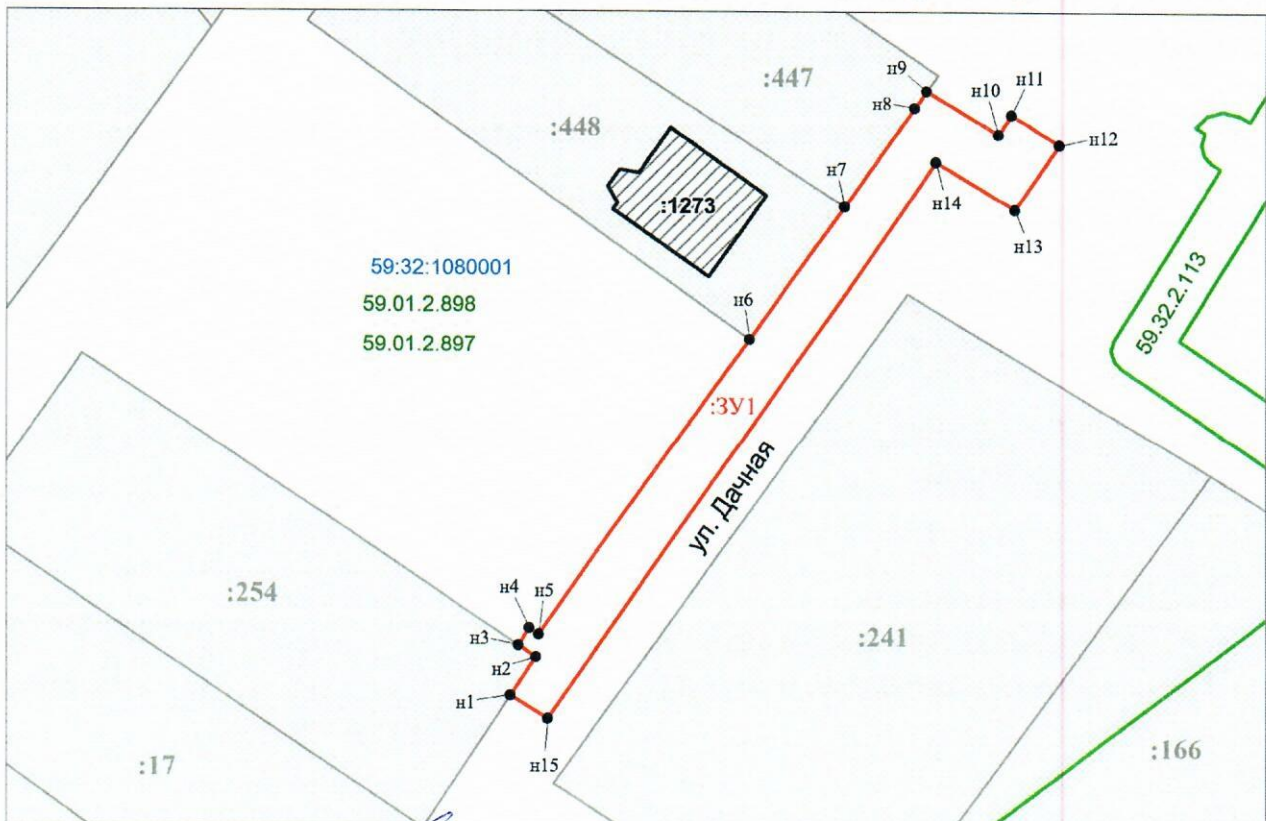 :447
н9
н10
н11
н8
:448
н12
н7
:1273
н14
н13
59:32:1080001
59.01.2.898
59.32.2.113
н6
59.01.2.897
:ЗУ1
ул. Дачная
:254
н4
н5
н3
:241
н2
н1
:17
н15
:166